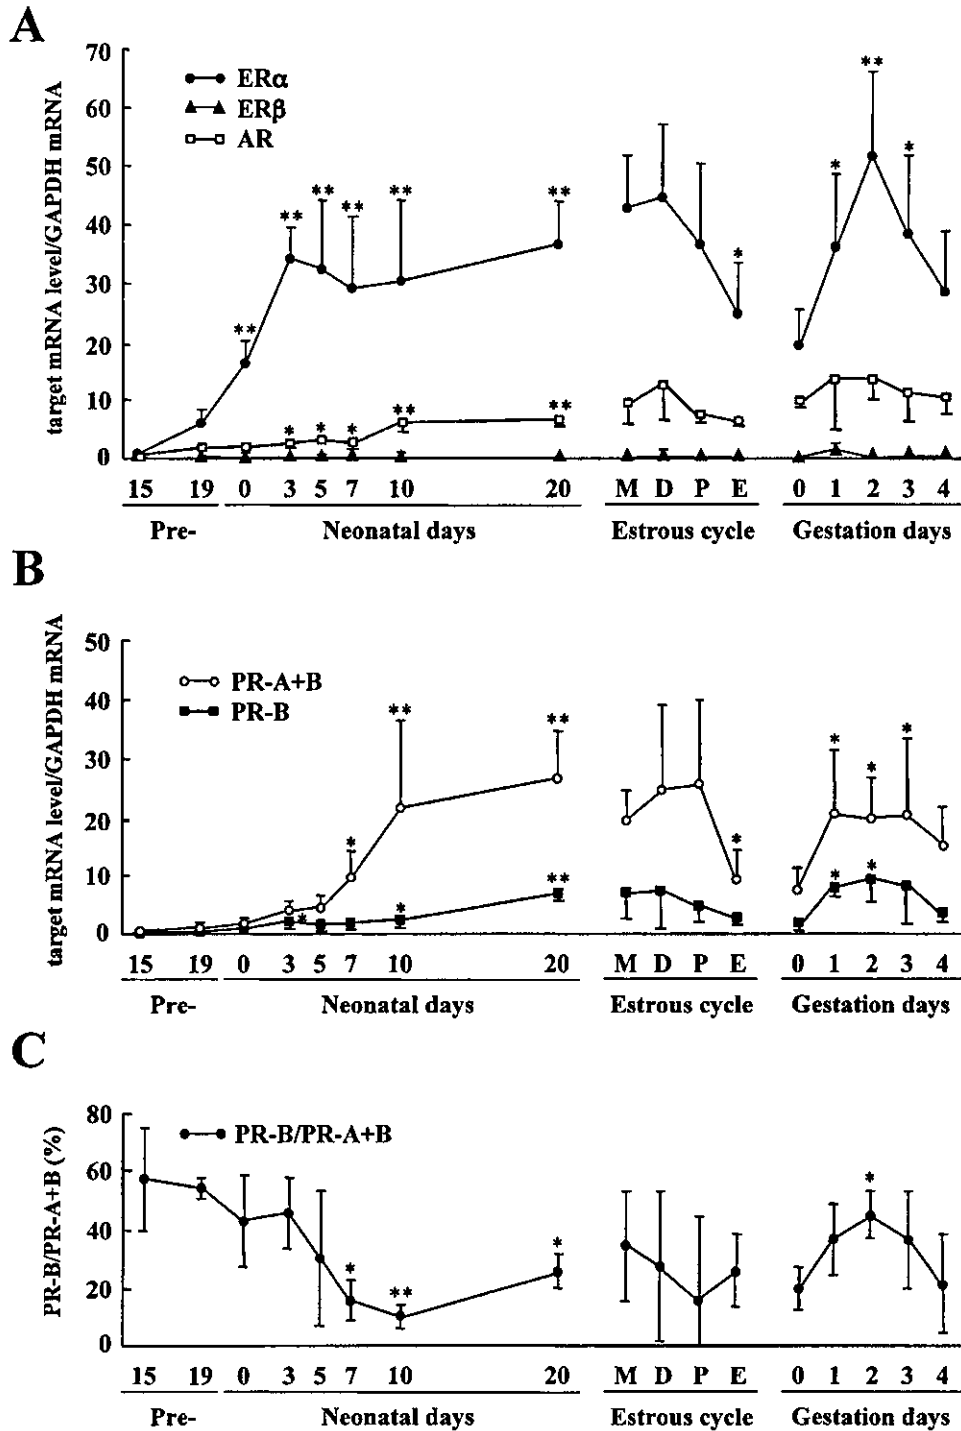 A
target mRNA level/GAPDH mRNA
70
60
50
40
30
20
10
0
ERα
ERβ
AR
**
**
**
**
**
**
*
*
*
**
**
*
*
**
*
15 19 0 3 5 7 10 20 M D P E 0 1 2 3 4
Pre- Neonatal days Estrous cycle Gestation days
B
target mRNA level/GAPDH mRNA
50
40
30
20
10
0
PR-A+B
PR-B
*
**
**
*
*
**
*
*
*
*
*
*
15 19 0 3 5 7 10 20 M D P E 0 1 2 3 4
Pre- Neonatal days Estrous cycle Gestation days
C
PR-B/PR-A+B (%)
80
60
40
20
0
PR-B/PR-A+B
*
**
*
*
15 19 0 3 5 7 10 20 M D P E 0 1 2 3 4
Pre- Neonatal days Estrous cycle Gestation days